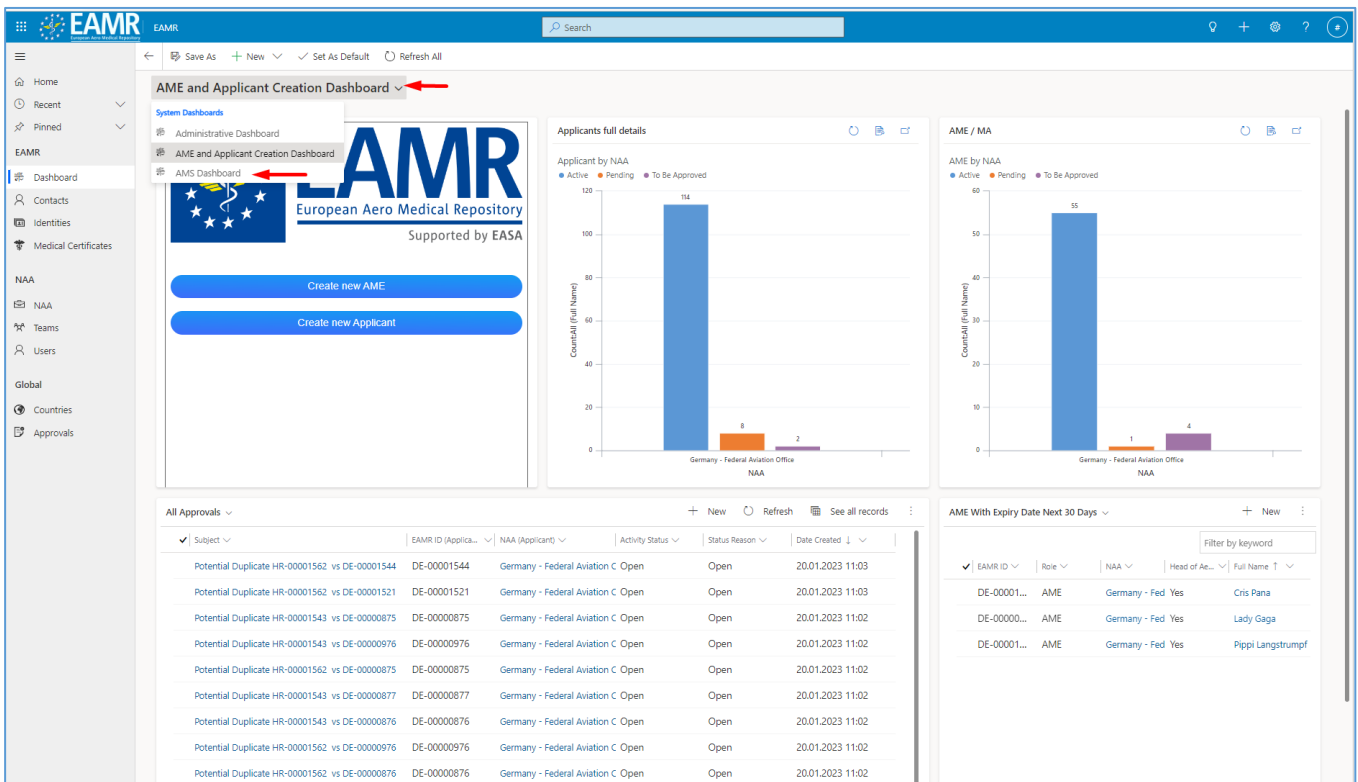 EAMR
European Aero Medical Repository
EAMR
Search
Save As
New
Set As Default
Refresh All
Home
Recent
Pinned
EAMR
Dashboard
Contacts
Identities
Medical Certificates
NAA
NAA
Teams
Users
Global
Countries
Approvals
AME and Applicant Creation Dashboard
System Dashboards
Administrative Dashboard
AME and Applicant Creation Dashboard
AMS Dashboard
EAMR
European Aero Medical Repository
Supported by EASA
Create new AME
Create new Applicant
Applicants full details
Applicant by NAA
Active Pending To Be Approved
Count:All (Full Name)
120
100
80
60
40
20
0
114
8
2
Germany - Federal Aviation Office
NAA
AME / MA
AME by NAA
Active Pending To Be Approved
Count:All (Full Name)
60
50
40
30
20
10
0
55
1
4
Germany - Federal Aviation Office
NAA
All Approvals
New Refresh See all records
Subject EAMR ID (Applica... NAA (Applicant) Activity Status Status Reason Date Created
Potential Duplicate HR-00001562 vs DE-00001544 DE-00001544 Germany - Federal Aviation C Open Open 20.01.2023 11:03
Potential Duplicate HR-00001562 vs DE-00001521 DE-00001521 Germany - Federal Aviation C Open Open 20.01.2023 11:03
Potential Duplicate HR-00001543 vs DE-00000875 DE-00000875 Germany - Federal Aviation C Open Open 20.01.2023 11:02
Potential Duplicate HR-00001543 vs DE-00000976 DE-00000976 Germany - Federal Aviation C Open Open 20.01.2023 11:02
Potential Duplicate HR-00001562 vs DE-00000875 DE-00000875 Germany - Federal Aviation C Open Open 20.01.2023 11:02
Potential Duplicate HR-00001543 vs DE-00000877 DE-00000877 Germany - Federal Aviation C Open Open 20.01.2023 11:02
Potential Duplicate HR-00001543 vs DE-00000876 DE-00000876 Germany - Federal Aviation C Open Open 20.01.2023 11:02
Potential Duplicate HR-00001562 vs DE-00000976 DE-00000976 Germany - Federal Aviation C Open Open 20.01.2023 11:02
Potential Duplicate HR-00001562 vs DE-00000876 DE-00000876 Germany - Federal Aviation C Open Open 20.01.2023 11:02
AME With Expiry Date Next 30 Days
New
Filter by keyword
EAMR ID Role NAA Head of Ae... Full Name
DE-00001... AME Germany - Fed Yes Cris Pana
DE-00000... AME Germany - Fed Yes Lady Gaga
DE-00001... AME Germany - Fed Yes Pippi Langstrumpf